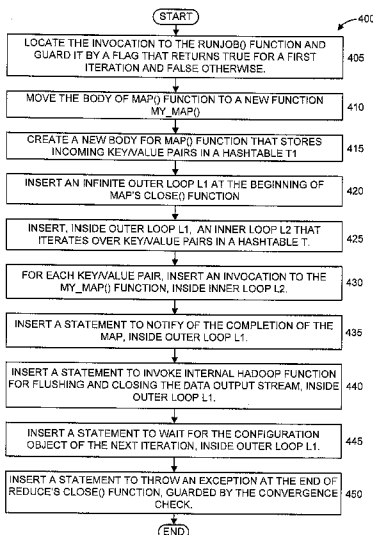 START
400
LOCATE THE INVOCATION TO THE RUNJOB() FUNCTION AND
GUARD IT BY A FLAG THAT RETURNS TRUE FOR A FIRST
ITERATION AND FALSE OTHERWISE.
405
MOVE THE BODY OF MAP() FUNCTION TO A NEW FUNCTION
MY_MAP()
410
CREATE A NEW BODY FOR MAP() FUNCTION THAT STORES
INCOMING KEY/VALUE PAIRS IN A HASHTABLE T1
415
INSERT AN INFINITE OUTER LOOP L1 AT THE BEGINNING OF
MAP'S CLOSE() FUNCTION
420
INSERT, INSIDE OUTER LOOP L1, AN INNER LOOP L2 THAT
ITERATES OVER KEY/VALUE PAIRS IN A HASHTABLE T.
425
FOR EACH KEY/VALUE PAIR, INSERT AN INVOCATION TO THE
MY_MAP() FUNCTION, INSIDE INNER LOOP L2.
430
INSERT A STATEMENT TO NOTIFY OF THE COMPLETION OF THE
MAP, INSIDE OUTER LOOP L1.
435
INSERT A STATEMENT TO INVOKE INTERNAL HADOOP FUNCTION
FOR FLUSHING AND CLOSING THE DATA OUTPUT STREAM, INSIDE
OUTER LOOP L1.
440
INSERT A STATEMENT TO WAIT FOR THE CONFIGURATION
OBJECT OF THE NEXT ITERATION, INSIDE OUTER LOOP L1.
445
INSERT A STATEMENT TO THROW AN EXCEPTION AT THE END OF
REDUCE'S CLOSE() FUNCTION, GUARDED BY THE CONVERGENCE
CHECK.
450
END